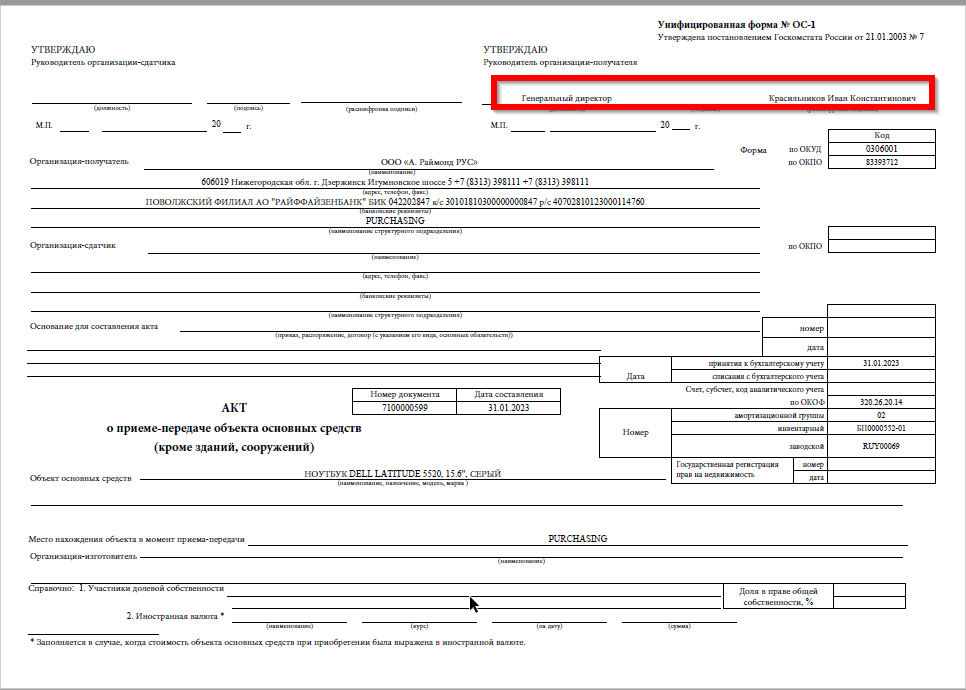 Унифицированная форма № ОС-1
Утверждена постановлением Госкомстата России от 21.01.2003 № 7
УТВЕРЖДАЮ
Руководитель организации-сдатчика
УТВЕРЖДАЮ
Руководитель организации-получателя
(должность) (подпись) (расшифровка подписи)
Генеральный директор Красильников Иван Константинович
М.П. 20 г.
М.П. 20 г.
Код
Форма по ОКУД 0306001
по ОКПО 83393712
Организация-получатель ООО «А. Раймонд РУС»
(наименование)
606019 Нижегородская обл. г. Дзержинск Игумновское шоссе 5 +7 (8313) 398111 +7 (8313) 398111
(адрес, телефон, факс)
ПОВОЛЖСКИЙ ФИЛИАЛ АО "РАЙФФАЙЗЕНБАНК" БИК 042202847 к/с 30101810300000000847 р/с 40702810123000114760
(банковские реквизиты)
PURCHASING
(наименование структурного подразделения)
Организация-сдатчик
по ОКПО
(наименование)
(адрес, телефон, факс)
(банковские реквизиты)
(наименование структурного подразделения)
Основание для составления акта
(приказ, распоряжение, договор (с указанием его вида, основных обязательств))
номер
дата
Дата
принятия к бухгалтерскому учету 31.01.2023
списания с бухгалтерского учета
Счет, субсчет, код аналитического учета
по ОКОФ 320.26.20.14
Номер
амортизационной группы 02
инвентарный БП0000552-01
заводской RUY00069
Государственная регистрация прав на недвижимость
номер
дата
Номер документа Дата составления
7100000599 31.01.2023
АКТ
о приеме-передаче объекта основных средств
(кроме зданий, сооружений)
Объект основных средств НОУТБУК DELL LATITUDE 5520, 15.6", СЕРЫЙ
(наименование, назначение, модель, марка )
Место нахождения объекта в момент приема-передачи PURCHASING
Организация-изготовитель
(наименование)
Справочно: 1. Участники долевой собственности
Доля в праве общей
собственности, %
2. Иностранная валюта *
(наименование) (курс) (на дату) (сумма)
* Заполняется в случае, когда стоимость объекта основных средств при приобретении была выражена в иностранной валюте.